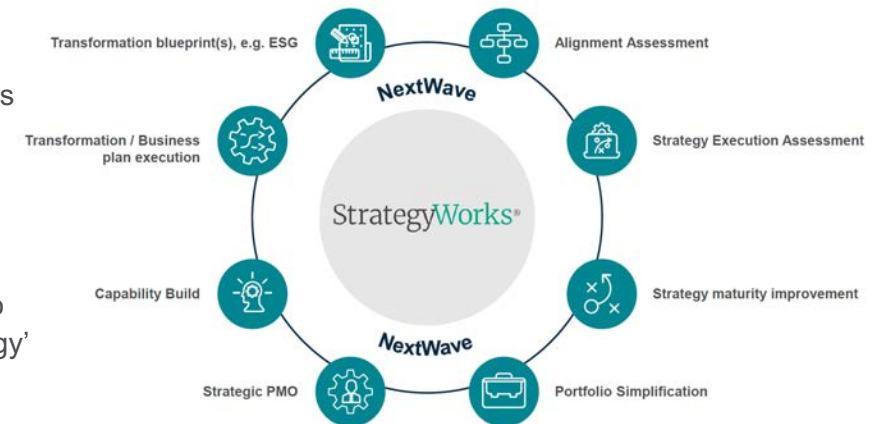 Transformation blueprint(s), e.g. ESG
Alignment Assessment
NextWave
s
Transformation / Business
plan execution
Strategy Execution Assessment
StrategyWorks®
Capability Build
Strategy maturity improvement
o
gy’
NextWave
Strategic PMO
Portfolio Simplification